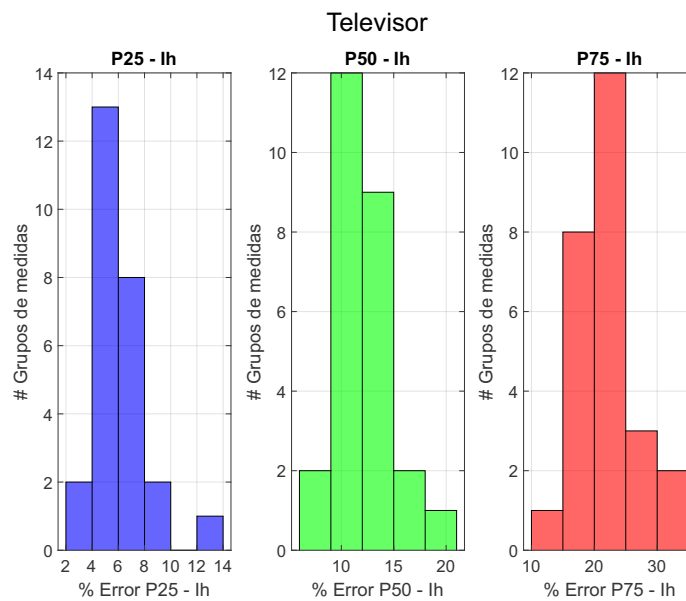 Televisor
P25 - Ih
P50 - Ih
P75 - Ih
# Grupos de medidas
14
12
10
8
6
4
2
0
2 4 6 8 10 12 14
% Error P25 - Ih
# Grupos de medidas
12
10
8
6
4
2
0
10 15 20
% Error P50 - Ih
# Grupos de medidas
12
10
8
6
4
2
0
10 20 30
% Error P75 - Ih